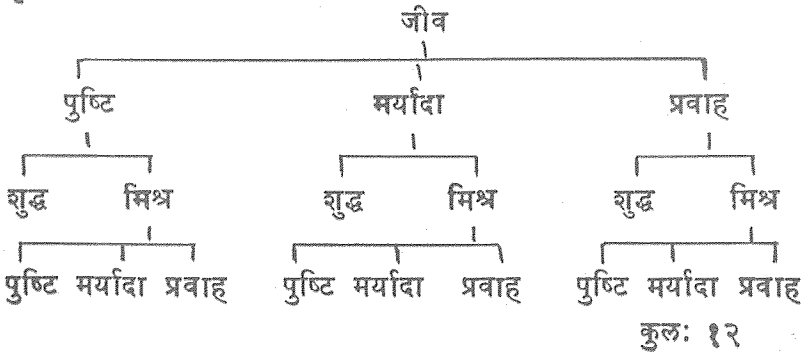 जीव
पुष्टि मर्यादा प्रवाह
शुद्ध मिश्र शुद्ध मिश्र शुद्ध मिश्र
पुष्टि मर्यादा प्रवाह पुष्टि मर्यादा प्रवाह पुष्टि मर्यादा प्रवाह
कुल: १२